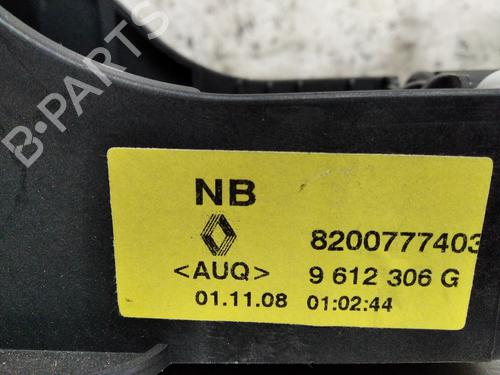 B-PARTS
NB
8200777403
<AUQ> 9 612 306 G
01.11.08 01:02:44